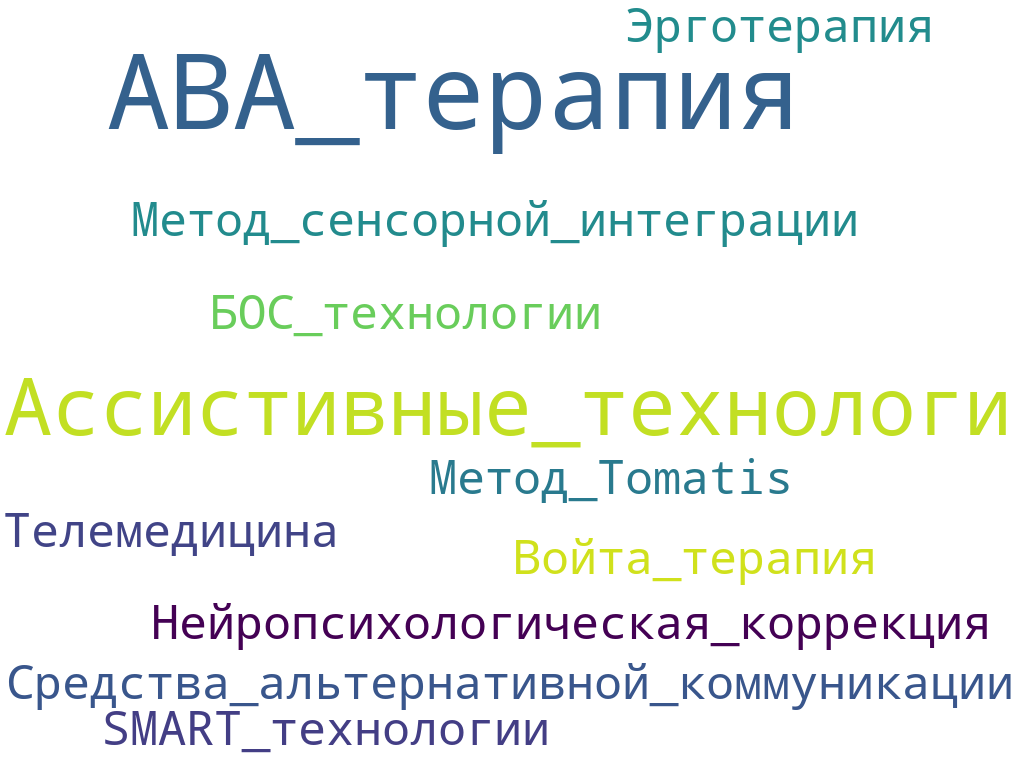 Эрготерапия
АВА_терапия
Метод_сенсорной_интеграции
БОС_технологии
Ассистивные_технологи
Метод_Tomatis
Телемедицина
Войта_терапия
Нейропсихологическая_коррекция
Средства_альтернативной_коммуникации
SMART_технологии